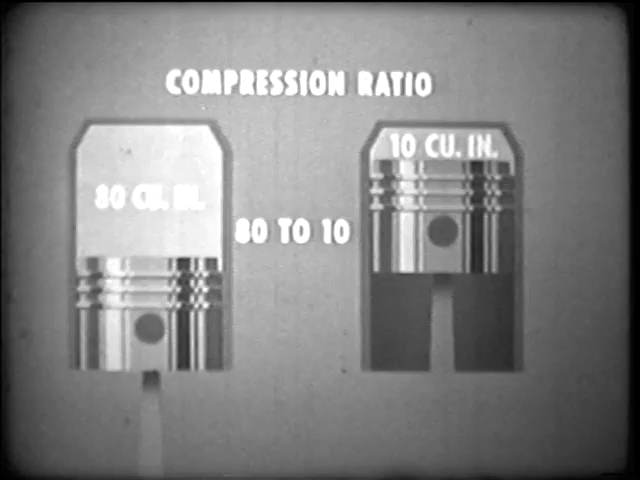 COMPRESSION RATIO
80 CU. IN.
80 TO 10
10 CU. IN.